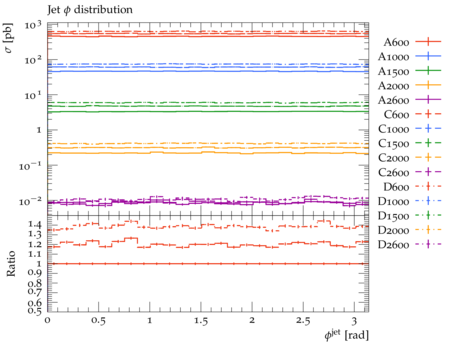 Jet ϕ distribution
σ [pb]
10³
10²
10¹
1
10⁻¹
10⁻²
A600
A1000
A1500
A2000
A2600
C600
C1000
C1500
C2000
C2600
D600
D1000
D1500
D2000
D2600
Ratio
1.4
1.3
1.2
1.1
1
0.9
0.8
0.7
0.6
0.5
0 0.5 1 1.5 2 2.5 3
ϕʲᵉᵗ [rad]